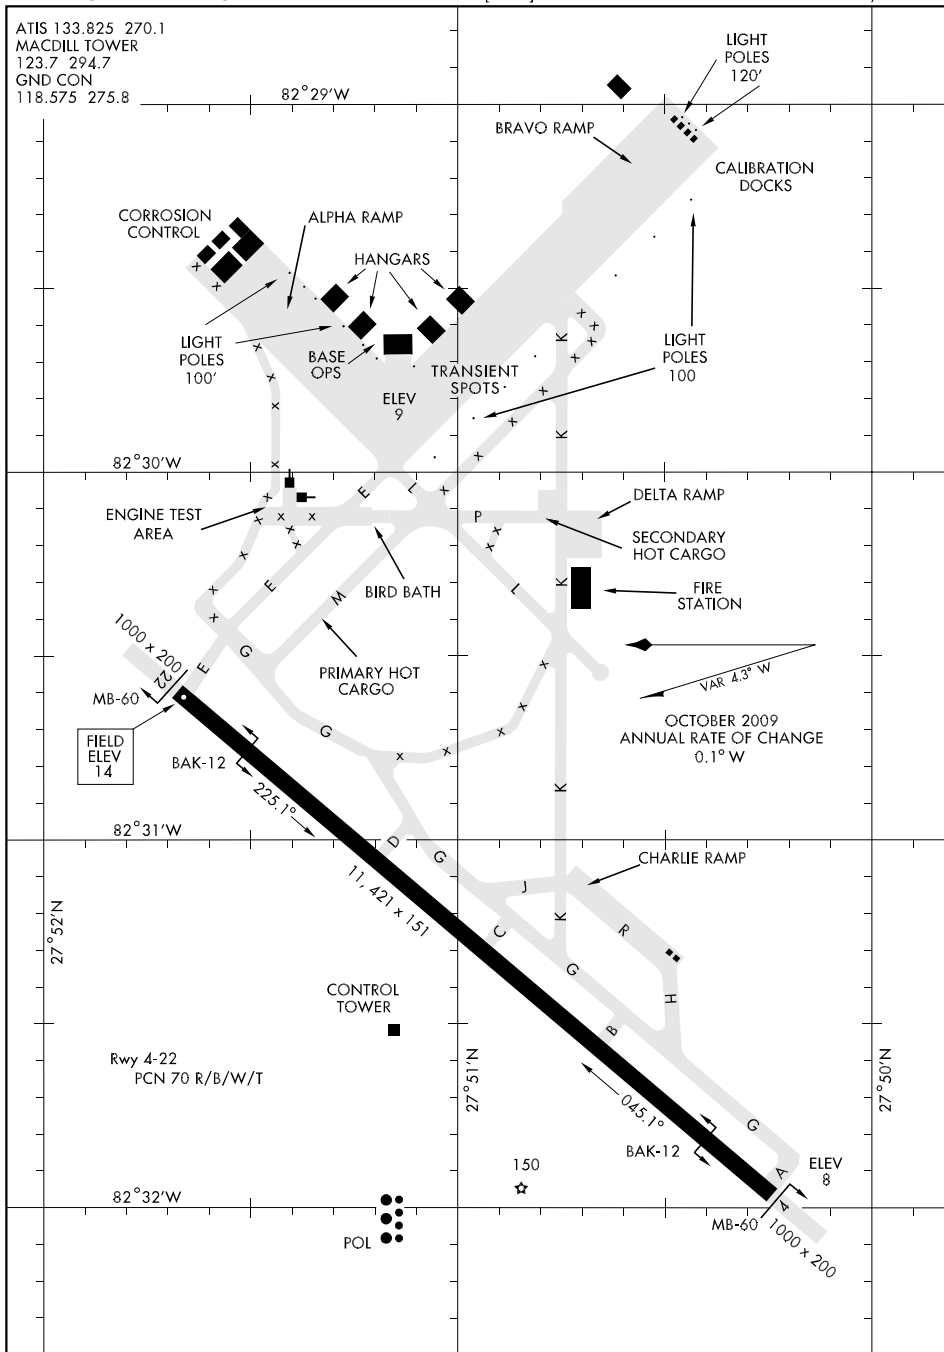 ATIS 133.825 270.1
MACDILL TOWER
123.7 294.7
GND CON
118.575 275.8
82°29'W
LIGHT
POLES
120'
BRAVO RAMP
CALIBRATION
DOCKS
CORROSION
CONTROL
ALPHA RAMP
HANGARS
LIGHT
POLES
100'
BASE
OPS
TRANSIENT
SPOTS
ELEV
9
LIGHT
POLES
100
K
K
82°30'W
E
L
DELTA RAMP
ENGINE TEST
AREA
P
SECONDARY
HOT CARGO
BIRD BATH
E
M
L
K
FIRE
STATION
1000 x 200
22
E
G
PRIMARY HOT
CARGO
VAR 4.3° W
MB-60
OCTOBER 2009
ANNUAL RATE OF CHANGE
0.1° W
FIELD
ELEV
14
G
BAK-12
225.1°
K
82°31'W
D
G
CHARLIE RAMP
11,421 x 151
J
K
R
C
27°52'N
G
H
CONTROL
TOWER
B
Rwy 4-22
PCN 70 R/B/W/T
27°51'N
27°50'N
045.1°
G
BAK-12
A
ELEV
8
150
82°32'W
4
MB-60
1000 x 200
POL